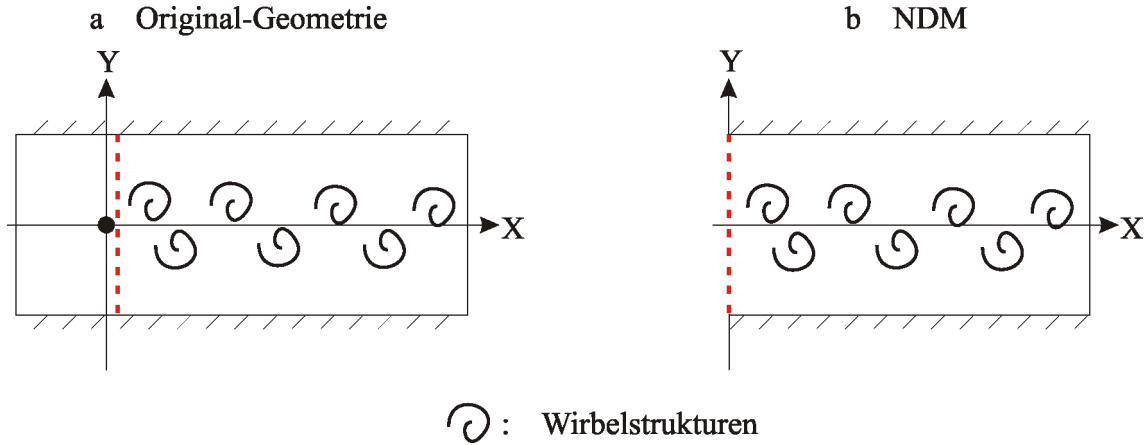 a Original-Geometrie
b NDM
Y
Y
X
X
: Wirbelstrukturen